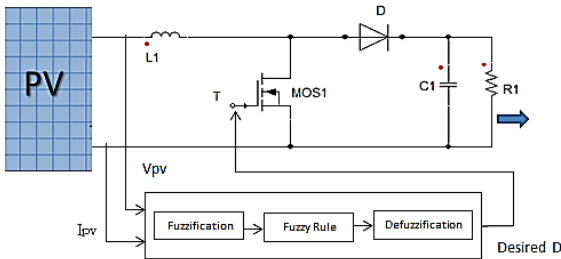 D
L1
PV
T
MOS1
C1
R1
Vpv
Ipv
Fuzzification
Fuzzy Rule
Defuzzification
Desired D